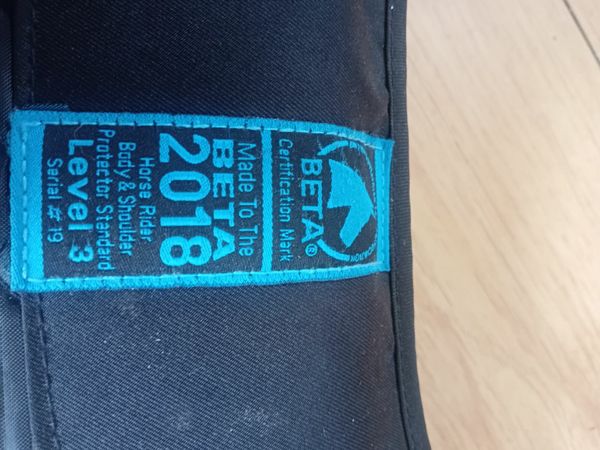 BETA®
Certification Mark
Made To The
BETA
2018
Horse Rider
Body & Shoulder
Protector Standard
Level 3
Serial # 19